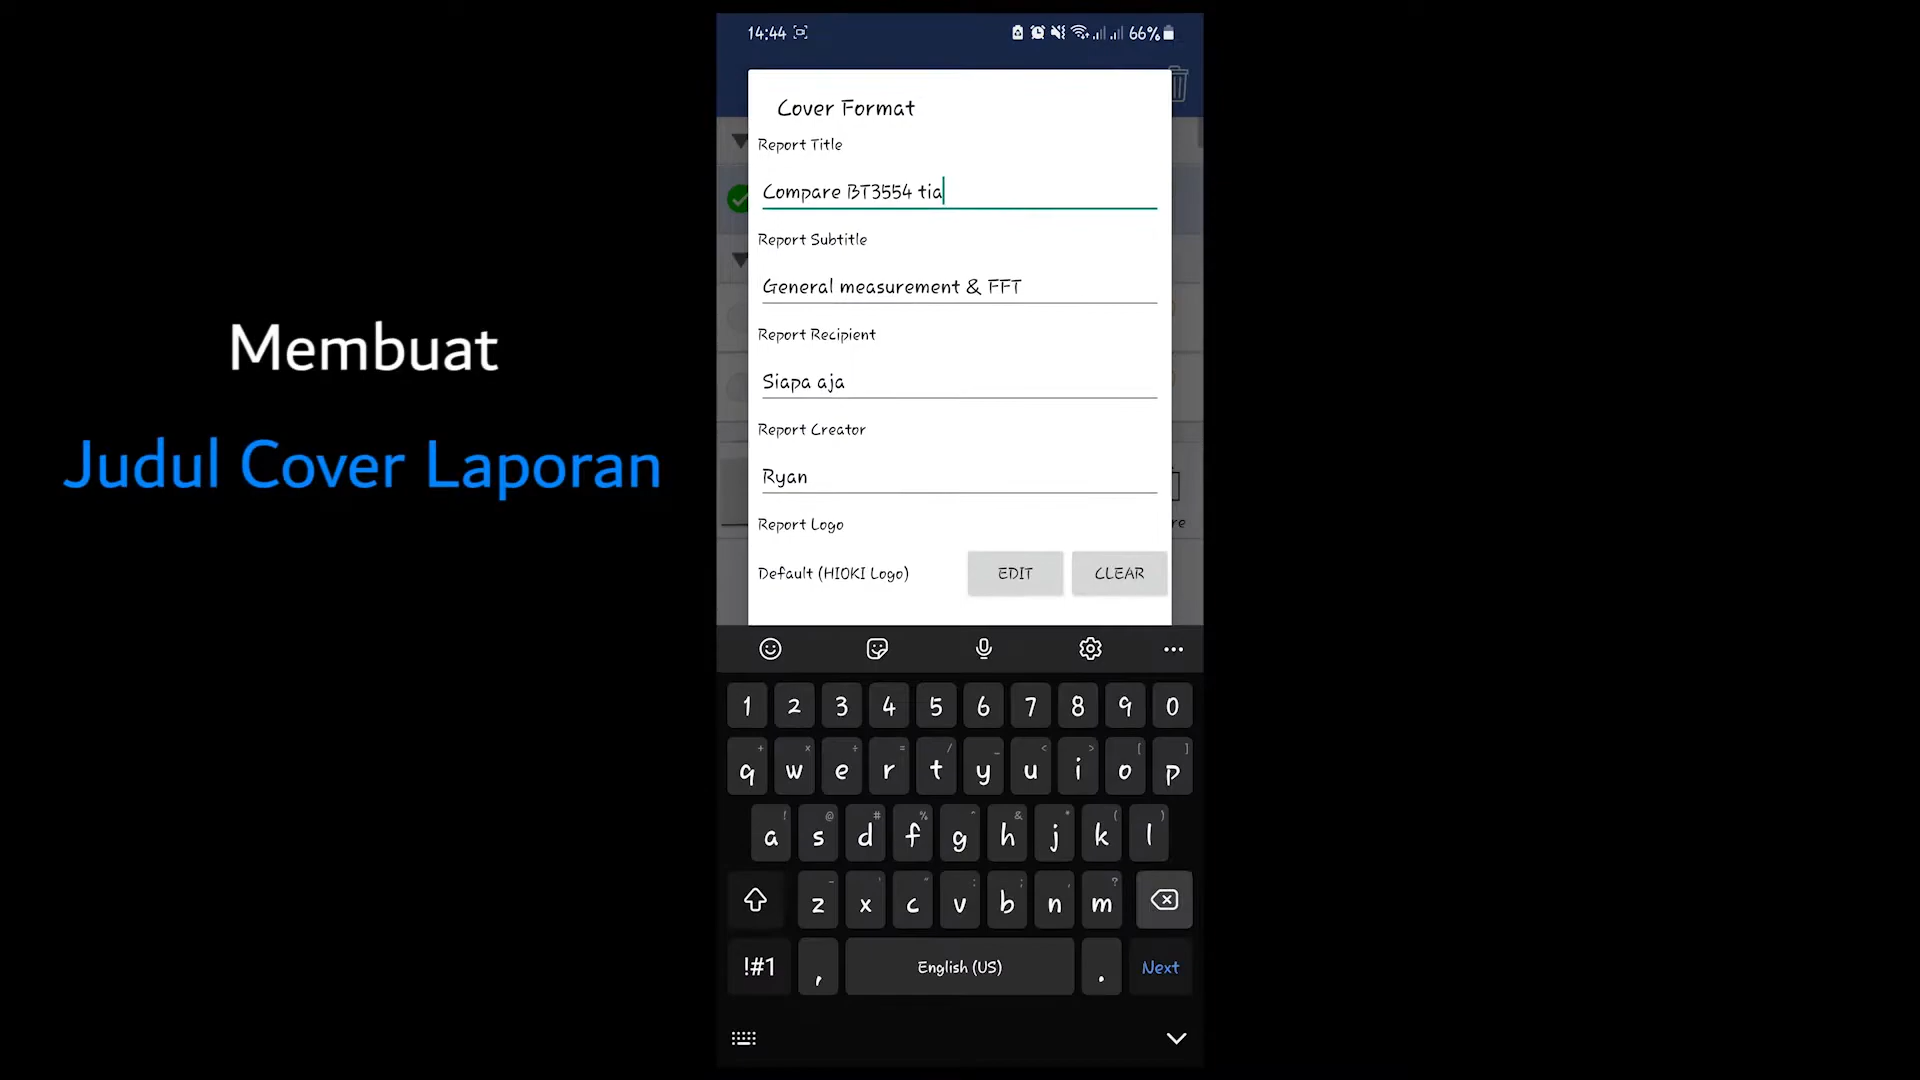 Membuat
Judul Cover Laporan
14:44 66%
Cover Format
Report Title
Compare BT3554 tia
Report Subtitle
General measurement & FFT
Report Recipient
Siapa aja
Report Creator
Ryan
re
Report Logo
Default (HIOKI Logo) EDIT CLEAR
1 2 3 4 5 6 7 8 9 0
q w e r t y u i o p
a s d f g h j k l
z x c v b n m
!#1 , English (US) . Next